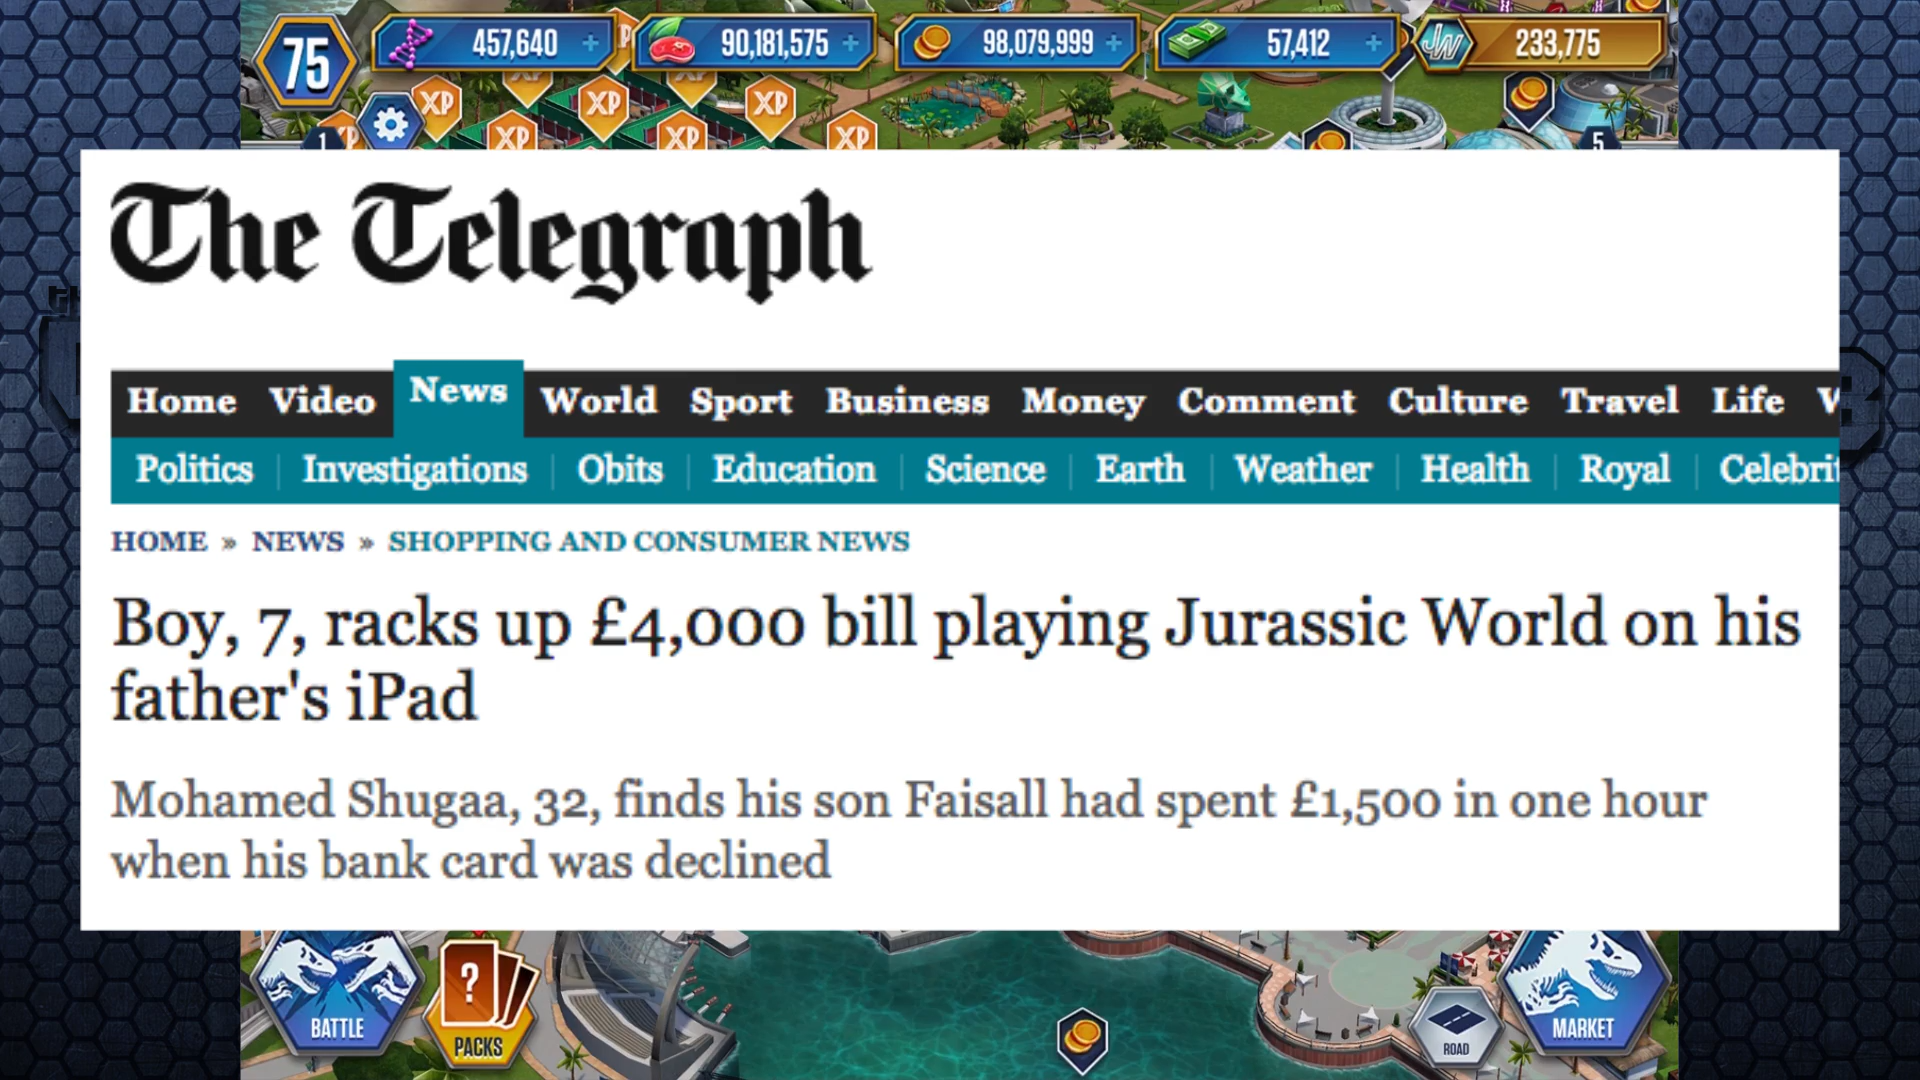 75
457,640
90,181,575
98,079,999
57,412
JW
233,775
XP XP XP
XP XP XP
1
5
The Telegraph
Home Video News World Sport Business Money Comment Culture Travel Life
Politics Investigations Obits Education Science Earth Weather Health Royal
HOME » NEWS » SHOPPING AND CONSUMER NEWS
Boy, 7, racks up £4,000 bill playing Jurassic World on his
father's iPad
Mohamed Shugaa, 32, finds his son Faisall had spent £1,500 in one hour
when his bank card was declined
BATTLE
?
PACKS
ROAD
MARKET